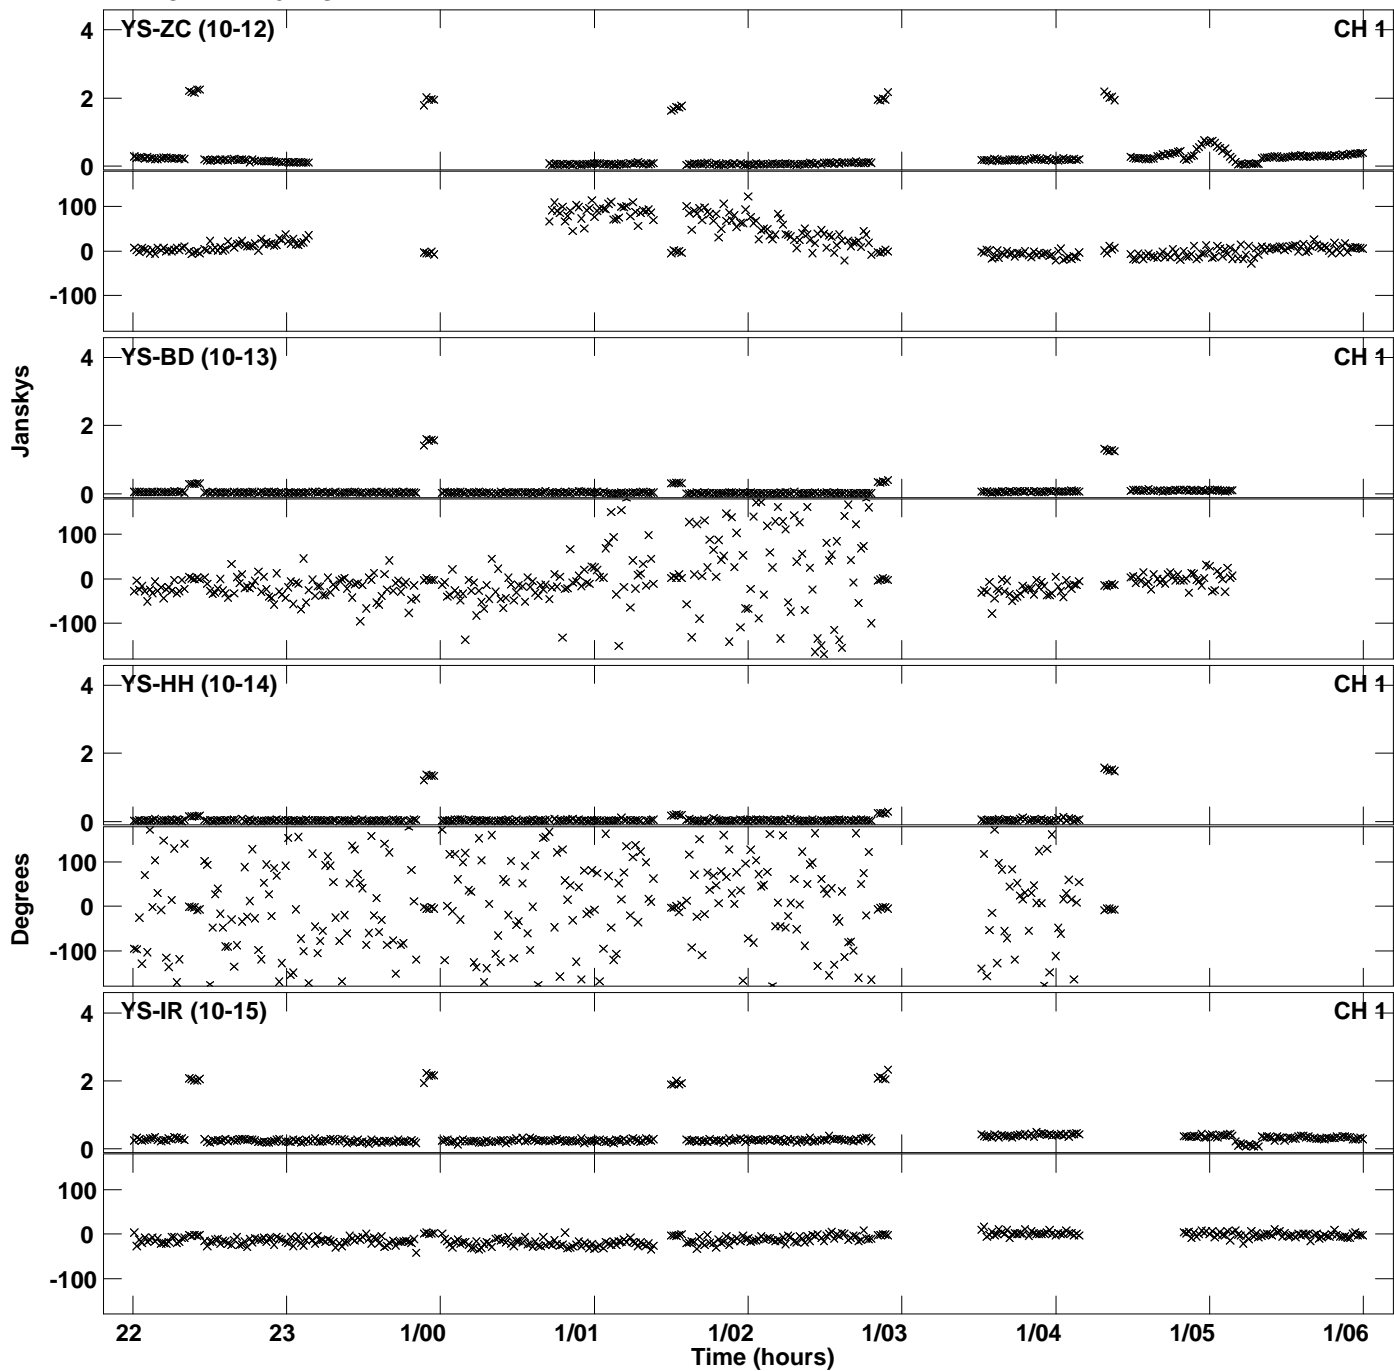 4 YS-ZC (10-12) CH 1
2
0
100
0
-100
4 YS-BD (10-13) CH 1
2
0
100
0
-100
4 YS-HH (10-14) CH 1
2
0
100
0
-100
4 YS-IR (10-15) CH 1
2
0
100
0
-100
Janskys
Degrees
22 23 1/00 1/01 1/02 1/03 1/04 1/05 1/06
Time (hours)